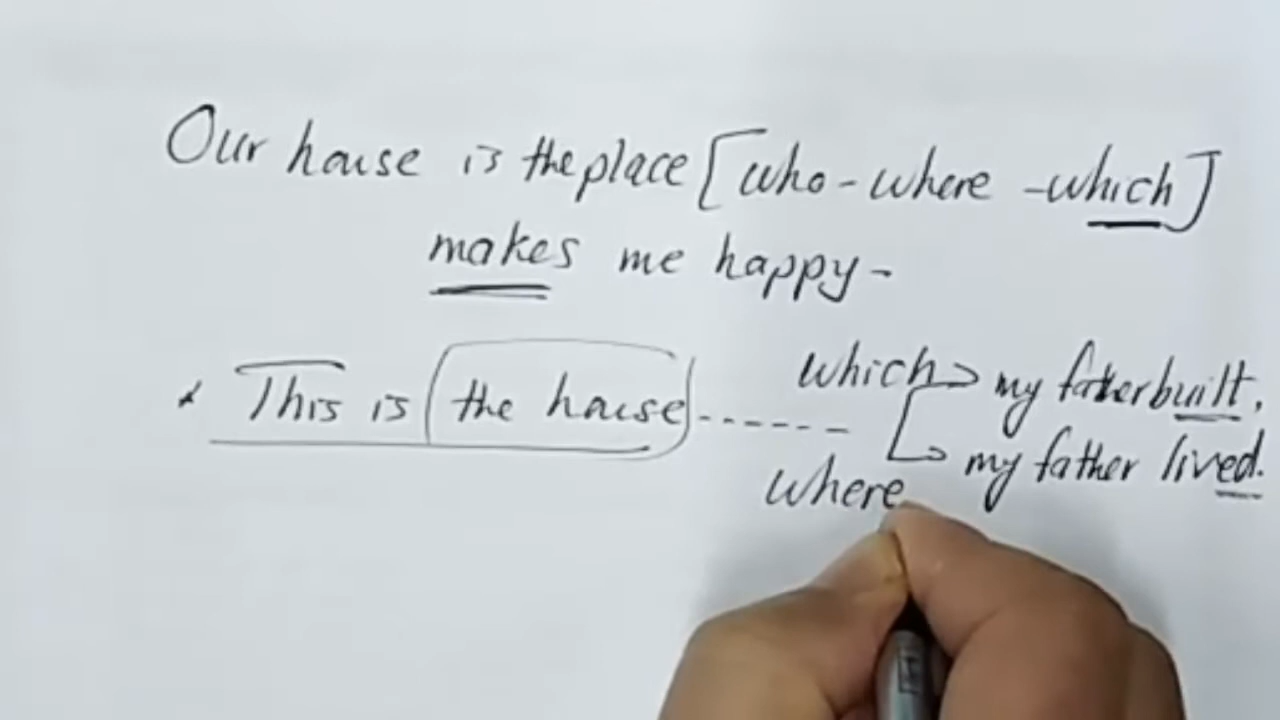 Our house is the place [who - where - which]
makes me happy -
which my father built.
This is the house ------
my father lived.
where